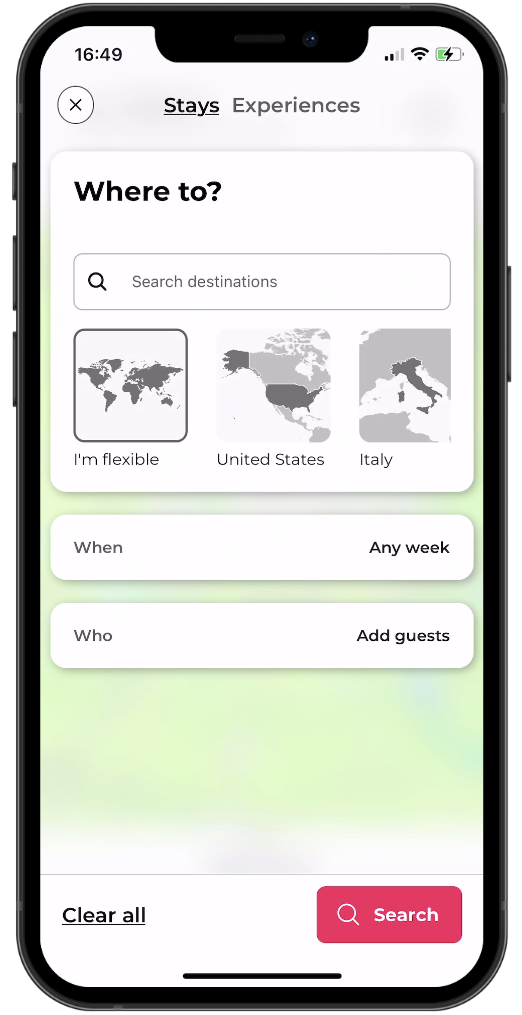 16:49
Stays Experiences
Where to?
Search destinations
I'm flexible United States Italy
When Any week
Who Add guests
Clear all Search